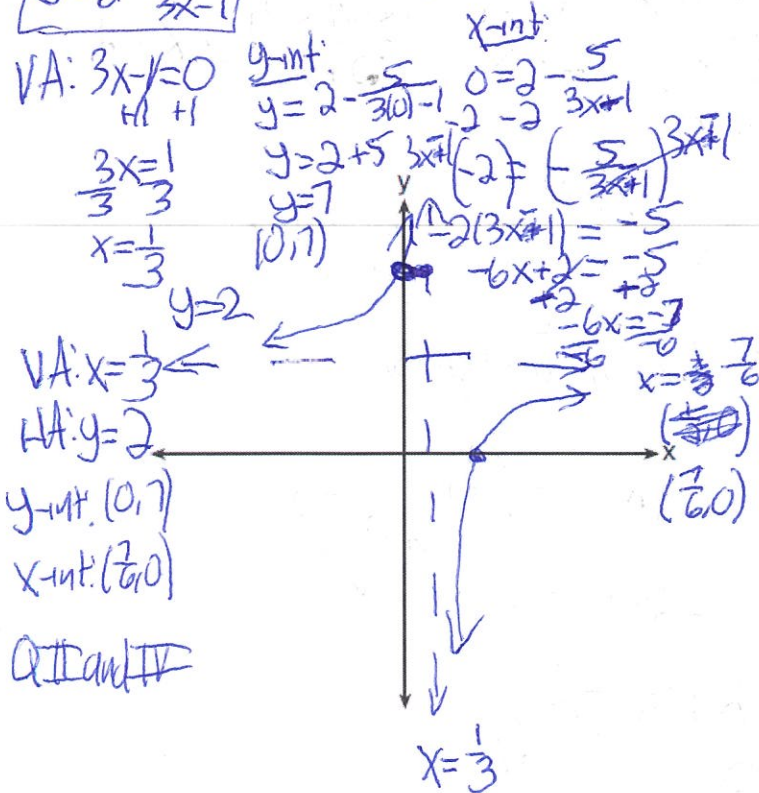 3x-1
VA: 3x-1=0
+1 +1
3x=1
3 3
x=1/3
y-int:
y=2-5/(3(0)-1)
y=2+5
y=7
(0,7)
x-int:
0=2-5/(3x-1)
-2 -2
3x-1(-2)=(-5/(3x-1))3x-1
-2(3x-1)=-5
-6x+2=-5
-2 -2
-6x=-7
-6 -6
x=7/6
(7/6,0)
y
y=2
VA: x=1/3
HA: y=2
x
y-int: (0,7)
x-int: (7/6,0)
QII and IV
x=1/3